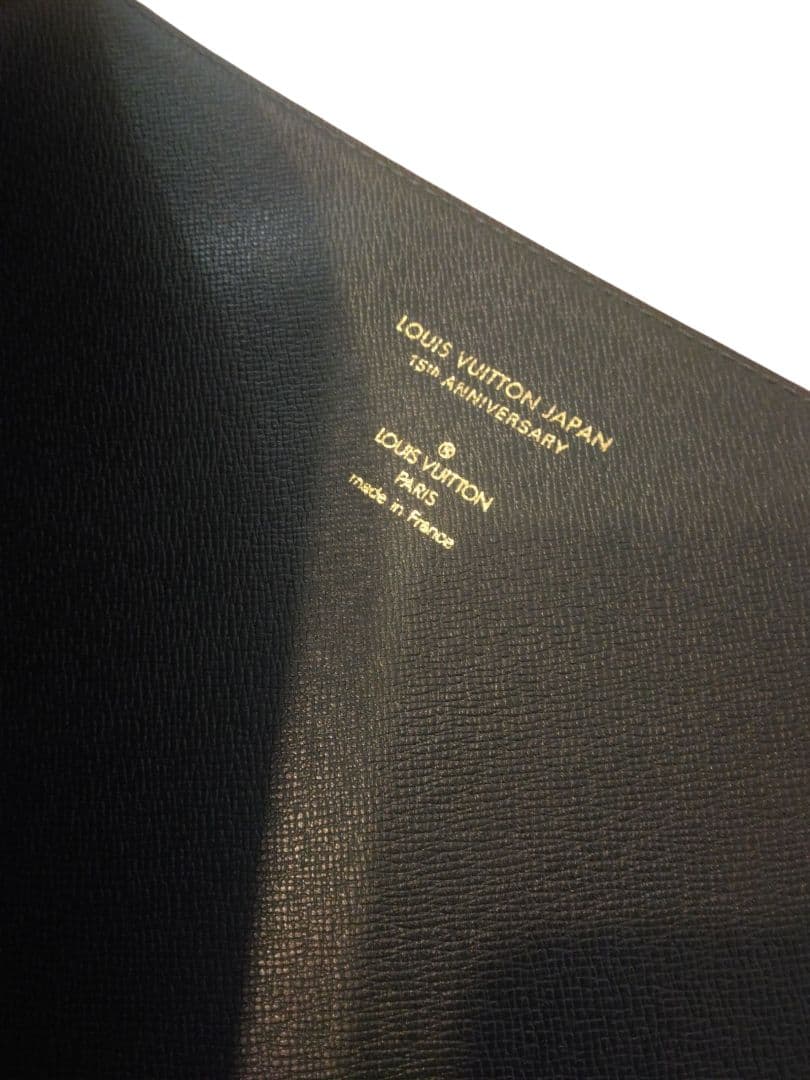 LOUIS VUITTON JAPAN
15th ANNIVERSARY
LOUIS VUITTON
PARIS
made in France